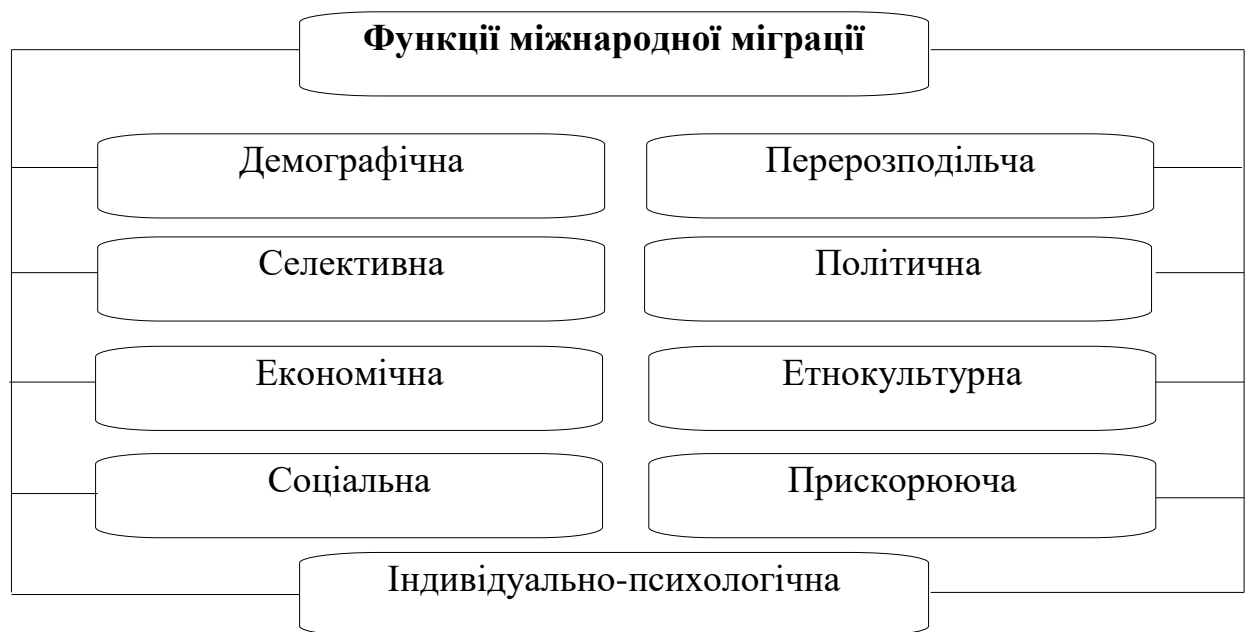 Функції міжнародної міграції
Демографічна
Перерозподільча
Селективна
Політична
Економічна
Етнокультурна
Соціальна
Прискорююча
Індивідуально-психологічна